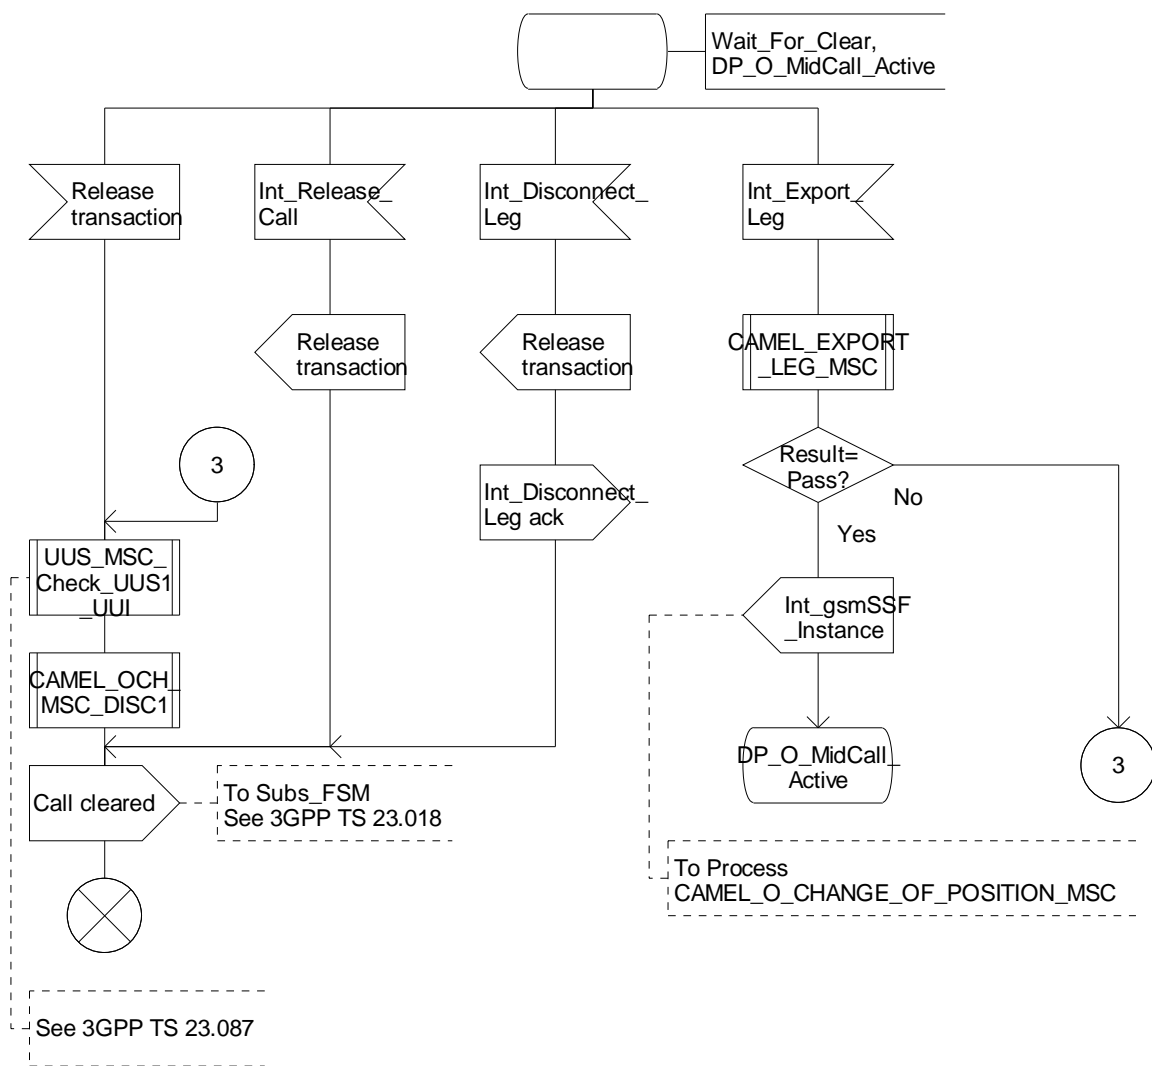 Wait_For_Clear,
DP_O_MidCall_Active
Release
transaction
Int_Release_
Call
Int_Disconnect_
Leg
Int_Export_
Leg
Release
transaction
Release
transaction
CAMEL_EXPORT
_LEG_MSC
3
Result=
Pass?
No
Int_Disconnect_
Leg ack
Yes
UUS_MSC_
Check_UUS1
_UUI
Int_gsmSSF
_Instance
CAMEL_OCH_
MSC_DISC1
DP_O_MidCall_
Active
3
Call cleared
To Subs_FSM
See 3GPP TS 23.018
To Process
CAMEL_O_CHANGE_OF_POSITION_MSC
See 3GPP TS 23.087